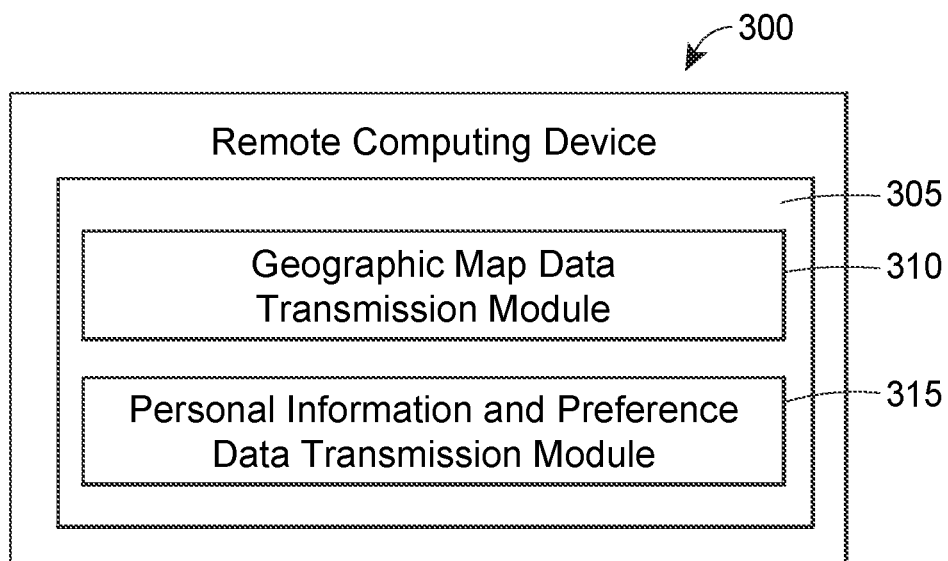 300
Remote Computing Device
305
Geographic Map Data
Transmission Module
310
Personal Information and Preference
Data Transmission Module
315